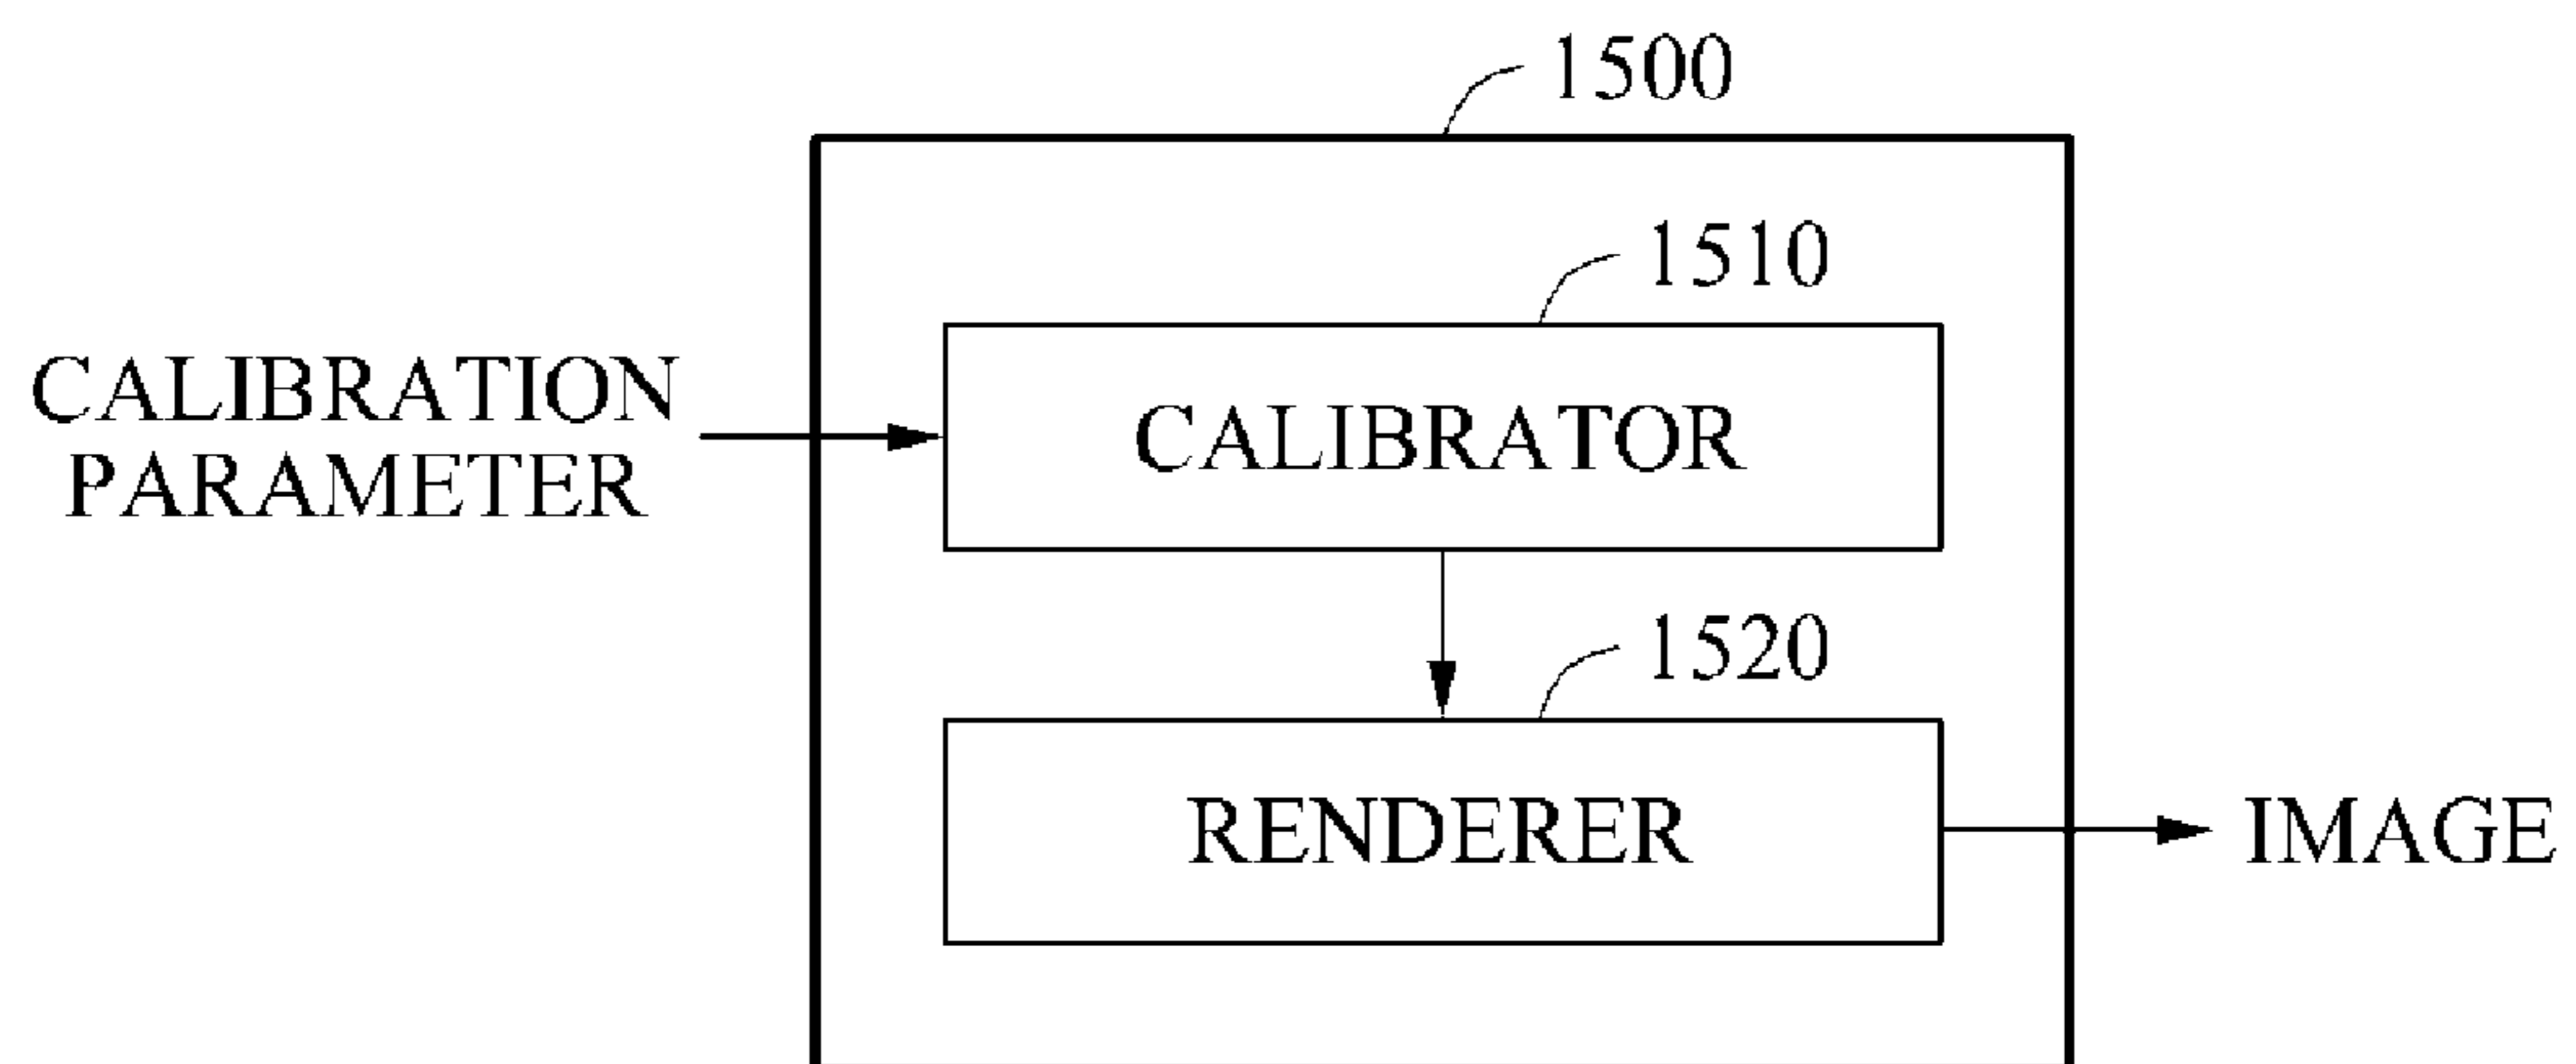 1500
1510
CALIBRATION
PARAMETER
CALIBRATOR
1520
RENDERER
IMAGE